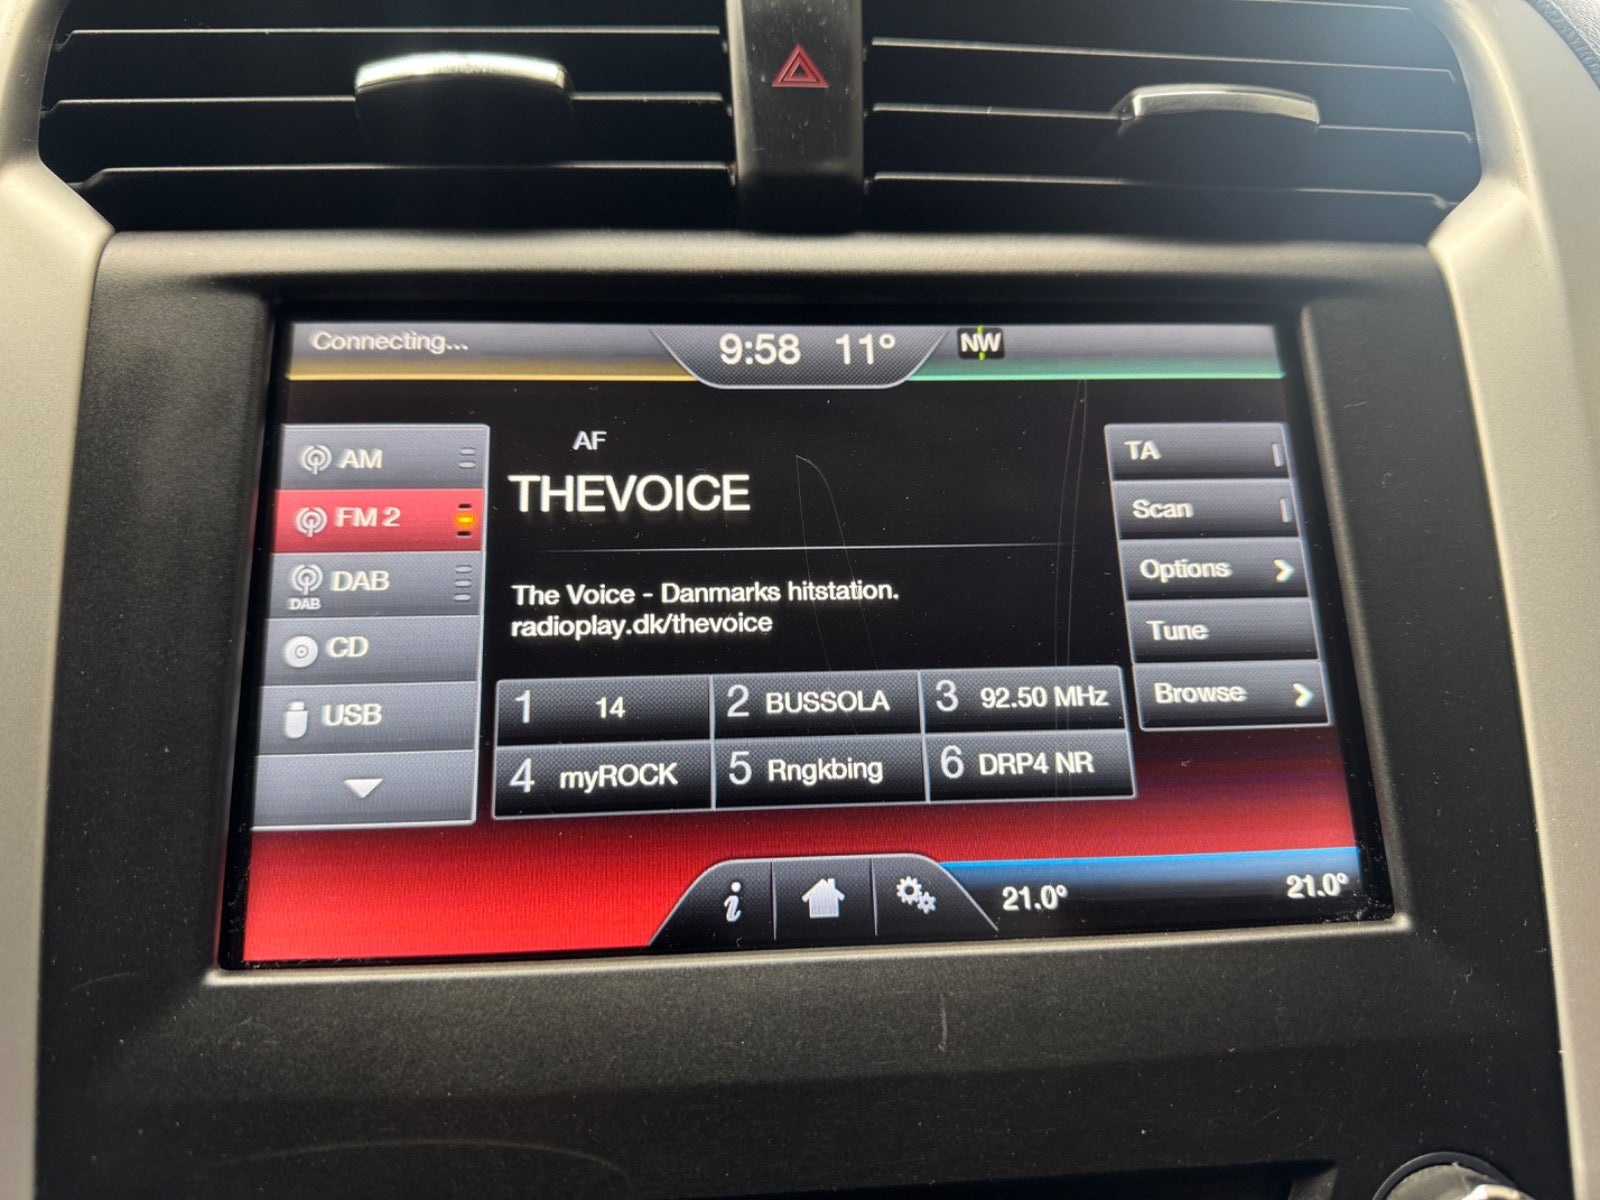 Connecting...
9:58 11° NW
AM
FM 2
DAB
DAB
CD
USB
AF
THEVOICE
The Voice - Danmarks hitstation.
radioplay.dk/thevoice
1 14
2 BUSSOLA
3 92.50 MHz
4 myROCK
5 Rngkbing
6 DRP4 NR
TA
Scan
Options
Tune
Browse
i
21.0°
21.0°